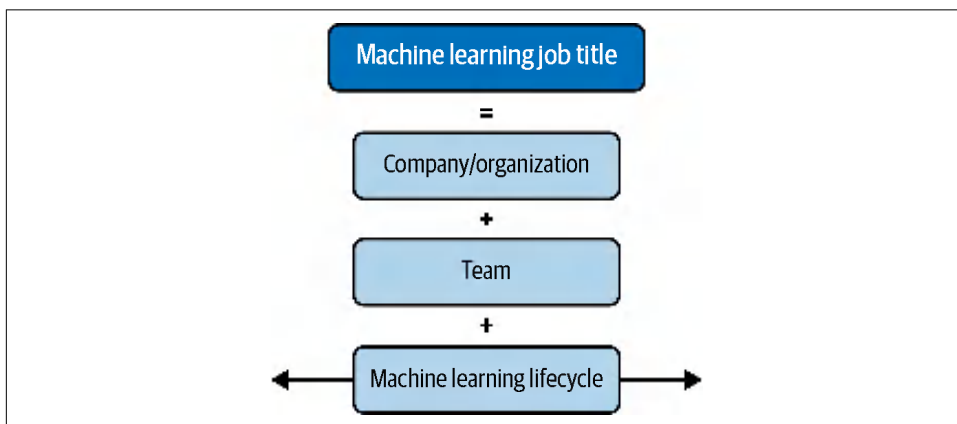 Machine learning job title
=
Company/organization
+
Team
+
Machine learning lifecycle